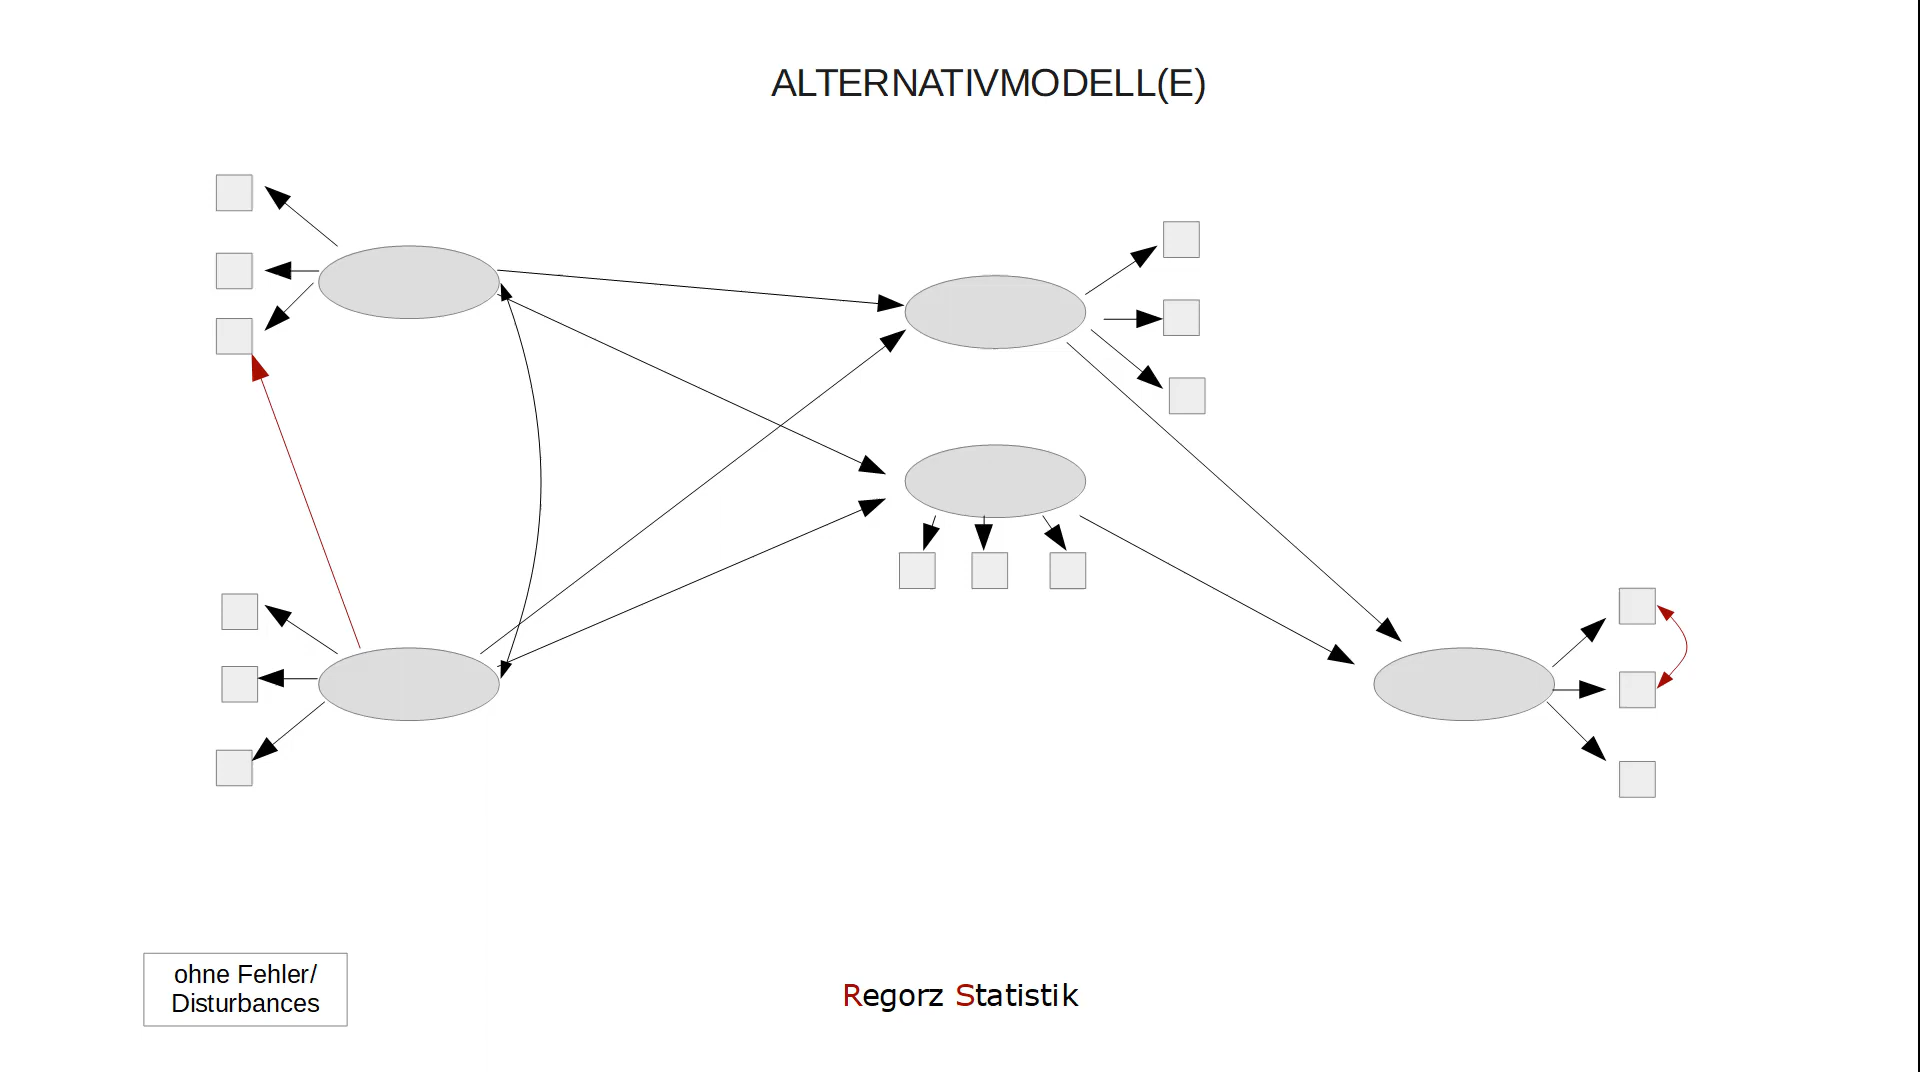 ALTERNATIVMODELL(E)
ohne Fehler/
Disturbances
Regorz Statistik